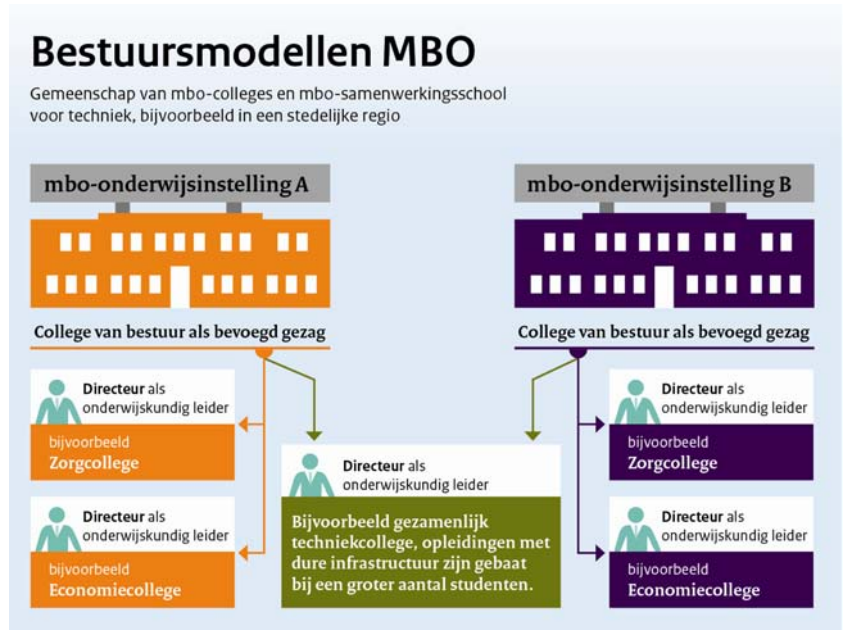 Bestuursmodellen MBO
Gemeenschap van mbo-colleges en mbo-samenwerkingsschool
voor techniek, bijvoorbeeld in een stedelijke regio
mbo-onderwijsinstelling A
College van bestuur als bevoegd gezag
Directeur als
onderwijskundig leider
bijvoorbeeld
Zorgcollege
Directeur als
onderwijskundig leider
bijvoorbeeld
Economiecollege
Directeur als
onderwijskundig leider
Bijvoorbeeld gezamenlijk
techniekcollege, opleidingen met
dure infrastructuur zijn gebaat
bij een groter aantal studenten.
mbo-onderwijsinstelling B
College van bestuur als bevoegd gezag
Directeur als
onderwijskundig leider
bijvoorbeeld
Zorgcollege
Directeur als
onderwijskundig leider
bijvoorbeeld
Economiecollege